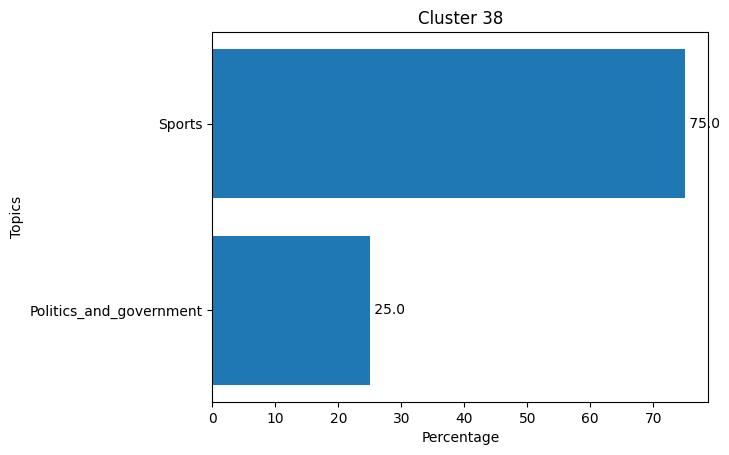 Cluster 38
Topics
Sports
75.0
Politics_and_government
25.0
0 10 20 30 40 50 60 70
Percentage